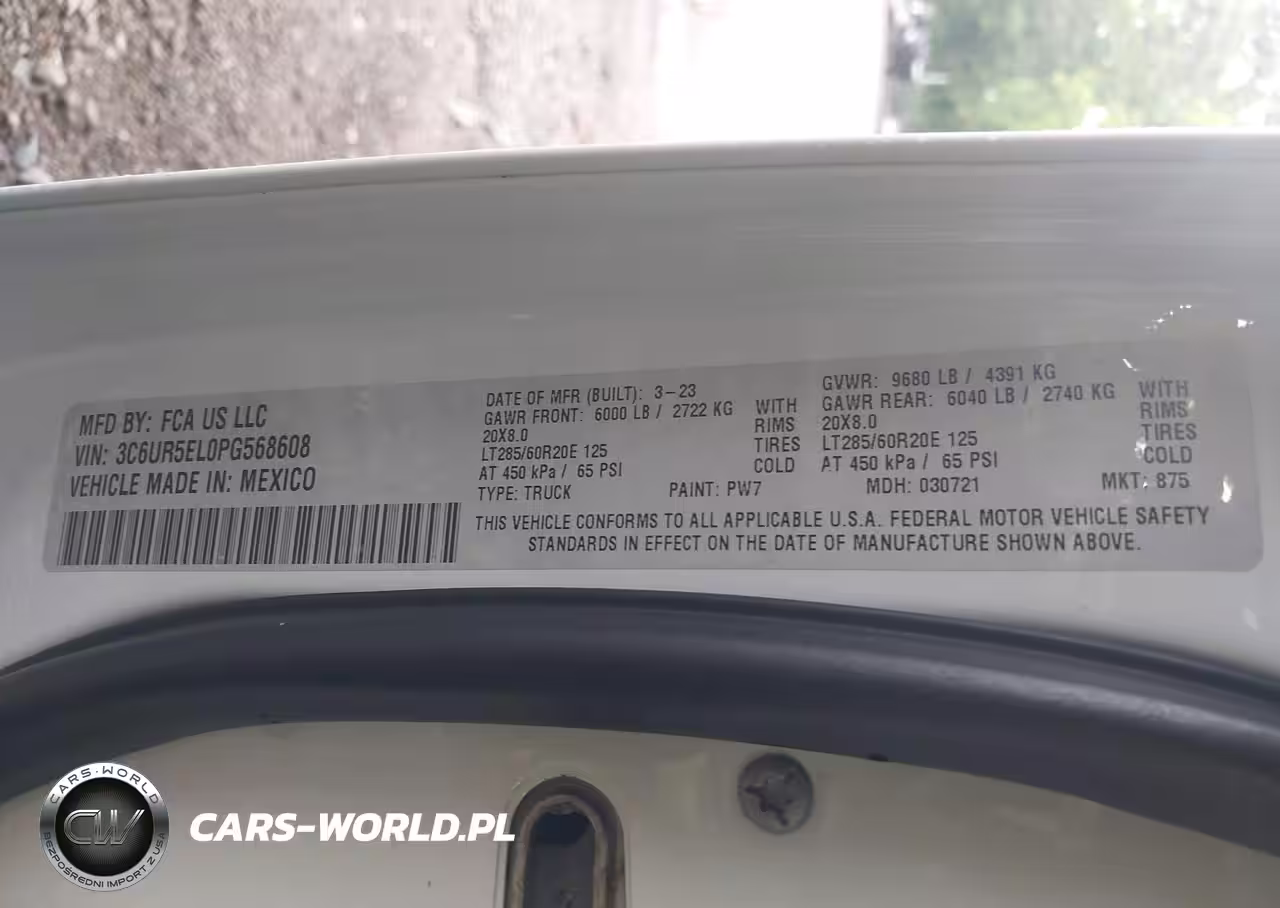 MFD BY: FCA US LLC
VIN: 3C6UR5EL0PG568608
VEHICLE MADE IN: MEXICO
DATE OF MFR (BUILT): 3-23
GAWR FRONT: 6000 LB / 2722 KG WITH
20X8.0 RIMS
LT285/60R20E 125 TIRES
AT 450 kPa / 65 PSI COLD
GVWR: 9680 LB / 4391 KG
GAWR REAR: 6040 LB / 2740 KG WITH
20X8.0 RIMS
LT285/60R20E 125 TIRES
AT 450 kPa / 65 PSI COLD
TYPE: TRUCK PAINT: PW7 MDH: 030721 MKT: 875
THIS VEHICLE CONFORMS TO ALL APPLICABLE U.S.A. FEDERAL MOTOR VEHICLE SAFETY
STANDARDS IN EFFECT ON THE DATE OF MANUFACTURE SHOWN ABOVE.
CARS-WORLD
CW
BEZPOŚREDNI IMPORT Z USA
CARS-WORLD.PL